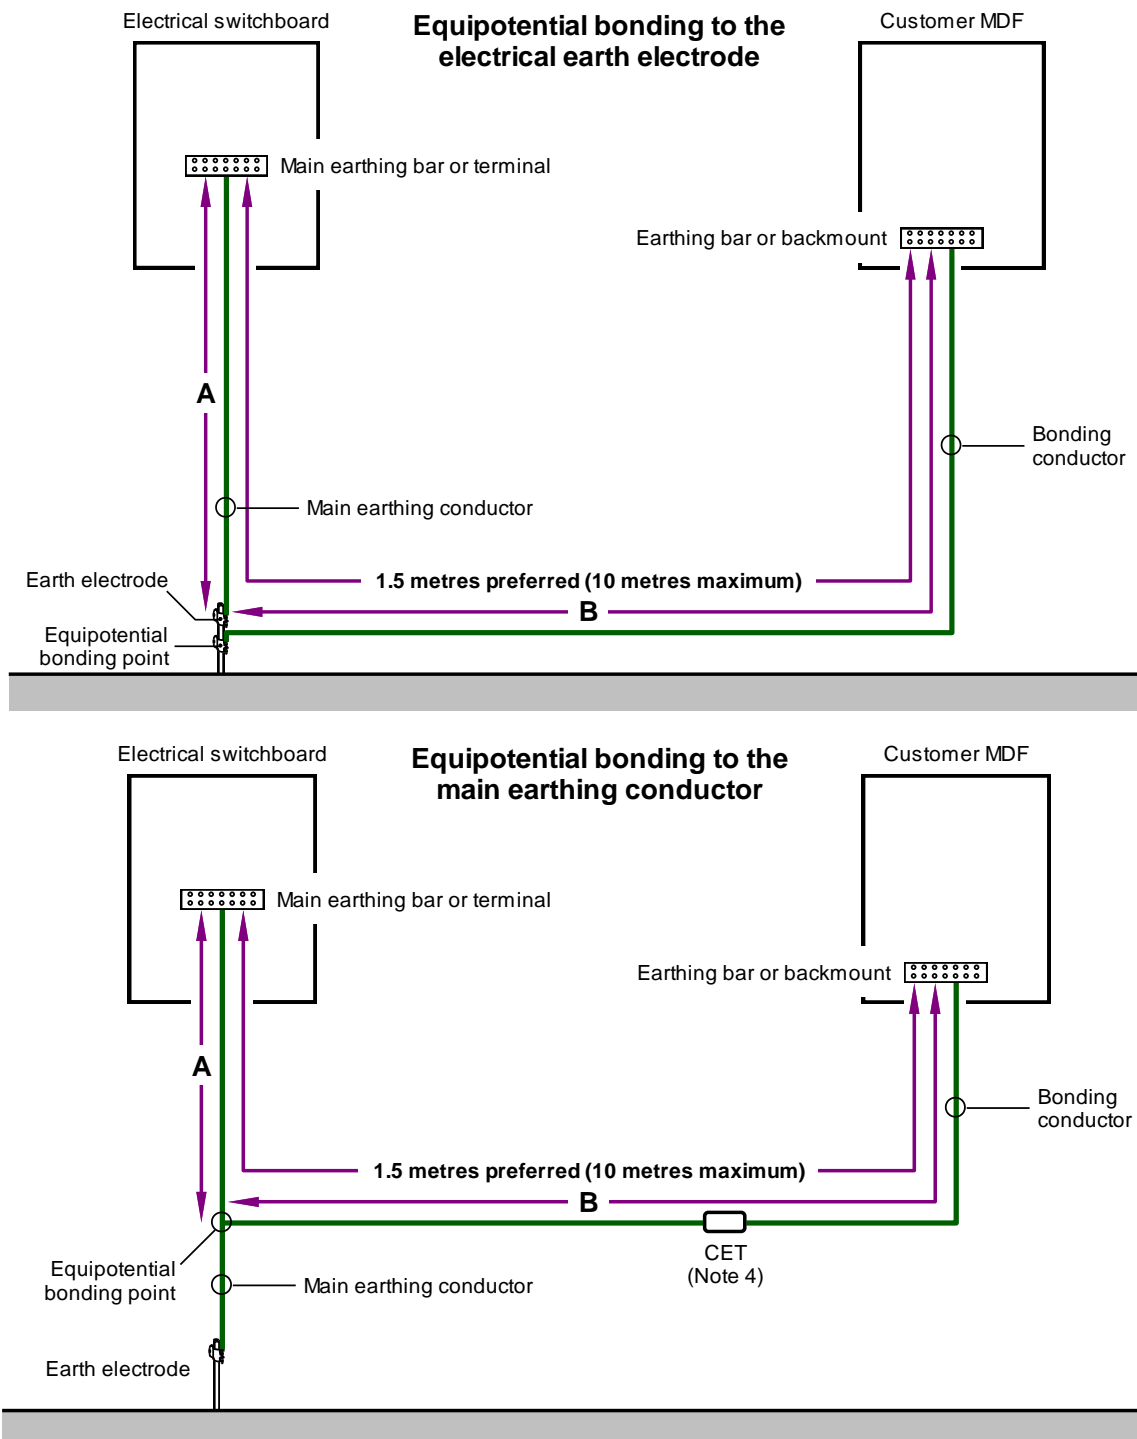 Electrical switchboard
Equipotential bonding to the
electrical earth electrode
Customer MDF
Main earthing bar or terminal
Earthing bar or backmount
A
Bonding
conductor
Main earthing conductor
Earth electrode
1.5 metres preferred (10 metres maximum)
B
Equipotential
bonding point
Electrical switchboard
Equipotential bonding to the
main earthing conductor
Customer MDF
Main earthing bar or terminal
Earthing bar or backmount
A
Bonding
conductor
1.5 metres preferred (10 metres maximum)
B
CET
(Note 4)
Equipotential
bonding point
Main earthing conductor
Earth electrode